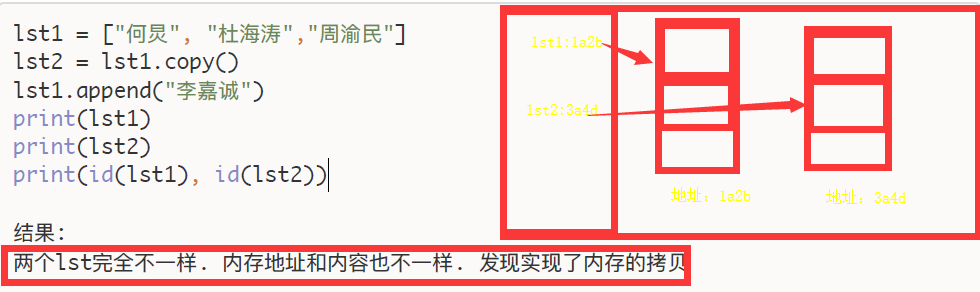 lst1 = ["何炅", "杜海涛","周渝民"]
lst2 = lst1.copy()
lst1.append("李嘉诚")
print(lst1)
print(lst2)
print(id(lst1), id(lst2))
结果:
两个lst完全不一样. 内存地址和内容也不一样. 发现实现了内存的拷贝
lst1:1a2b
lst2:3a4d
地址: 1a2b
地址: 3a4d